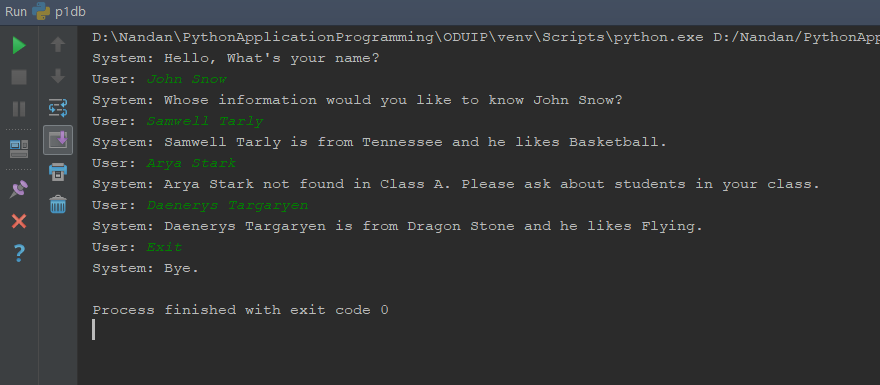 Run p1db
D:\Nandan\PythonApplicationProgramming\ODUIP\venv\Scripts\python.exe D:/Nandan/PythonApp
System: Hello, What's your name?
User: John Snow
System: Whose information would you like to know John Snow?
User: Samwell Tarly
System: Samwell Tarly is from Tennessee and he likes Basketball.
User: Arya Stark
System: Arya Stark not found in Class A. Please ask about students in your class.
User: Daenerys Targaryen
System: Daenerys Targaryen is from Dragon Stone and he likes Flying.
User: Exit
System: Bye.
Process finished with exit code 0